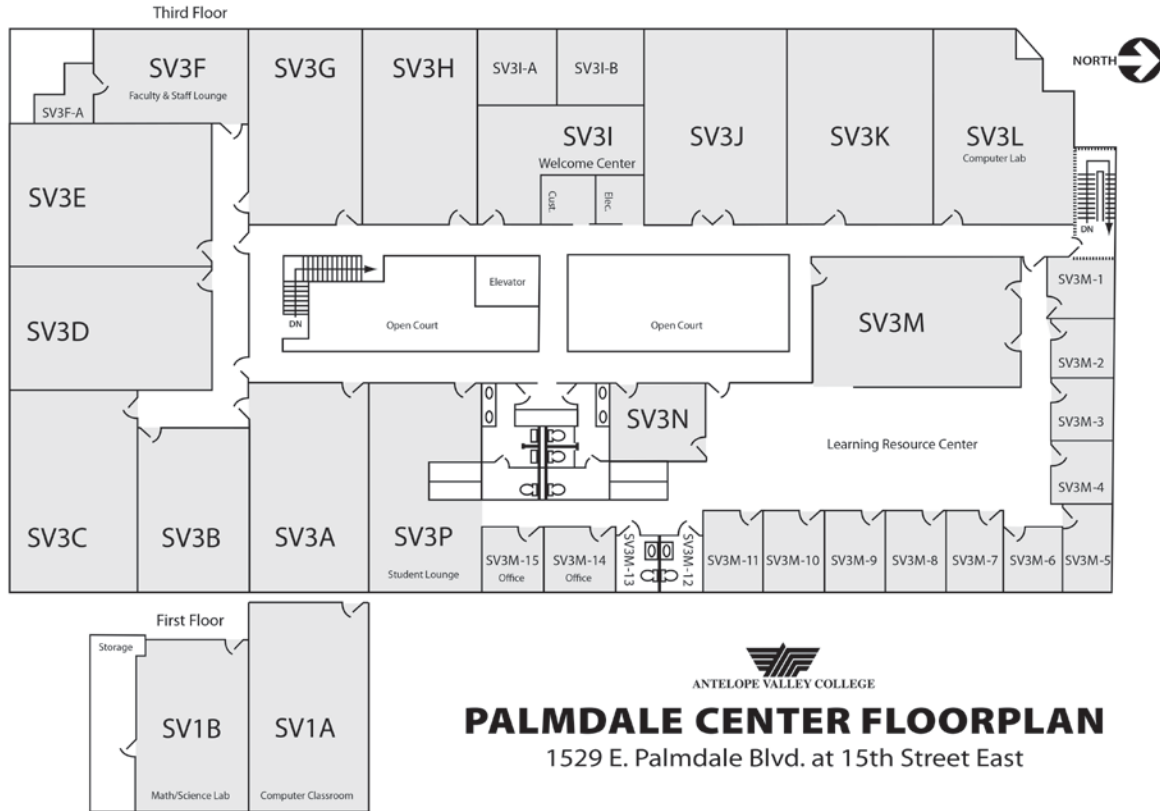 Third Floor
NORTH
SV3F
Faculty & Staff Lounge
SV3F-A
SV3G
SV3H
SV3I-A
SV3I-B
SV3I
Welcome Center
Cust.
Elec.
SV3J
SV3K
SV3L
Computer Lab
DN
SV3E
SV3D
DN
Elevator
Open Court
Open Court
SV3M
SV3M-1
SV3M-2
SV3M-3
SV3M-4
SV3N
Learning Resource Center
SV3C
SV3B
SV3A
SV3P
Student Lounge
SV3M-15
Office
SV3M-14
Office
SV3M-13
SV3M-12
SV3M-11
SV3M-10
SV3M-9
SV3M-8
SV3M-7
SV3M-6
SV3M-5
First Floor
Storage
SV1B
Math/Science Lab
SV1A
Computer Classroom
ANTELOPE VALLEY COLLEGE
PALMDALE CENTER FLOORPLAN
1529 E. Palmdale Blvd. at 15th Street East